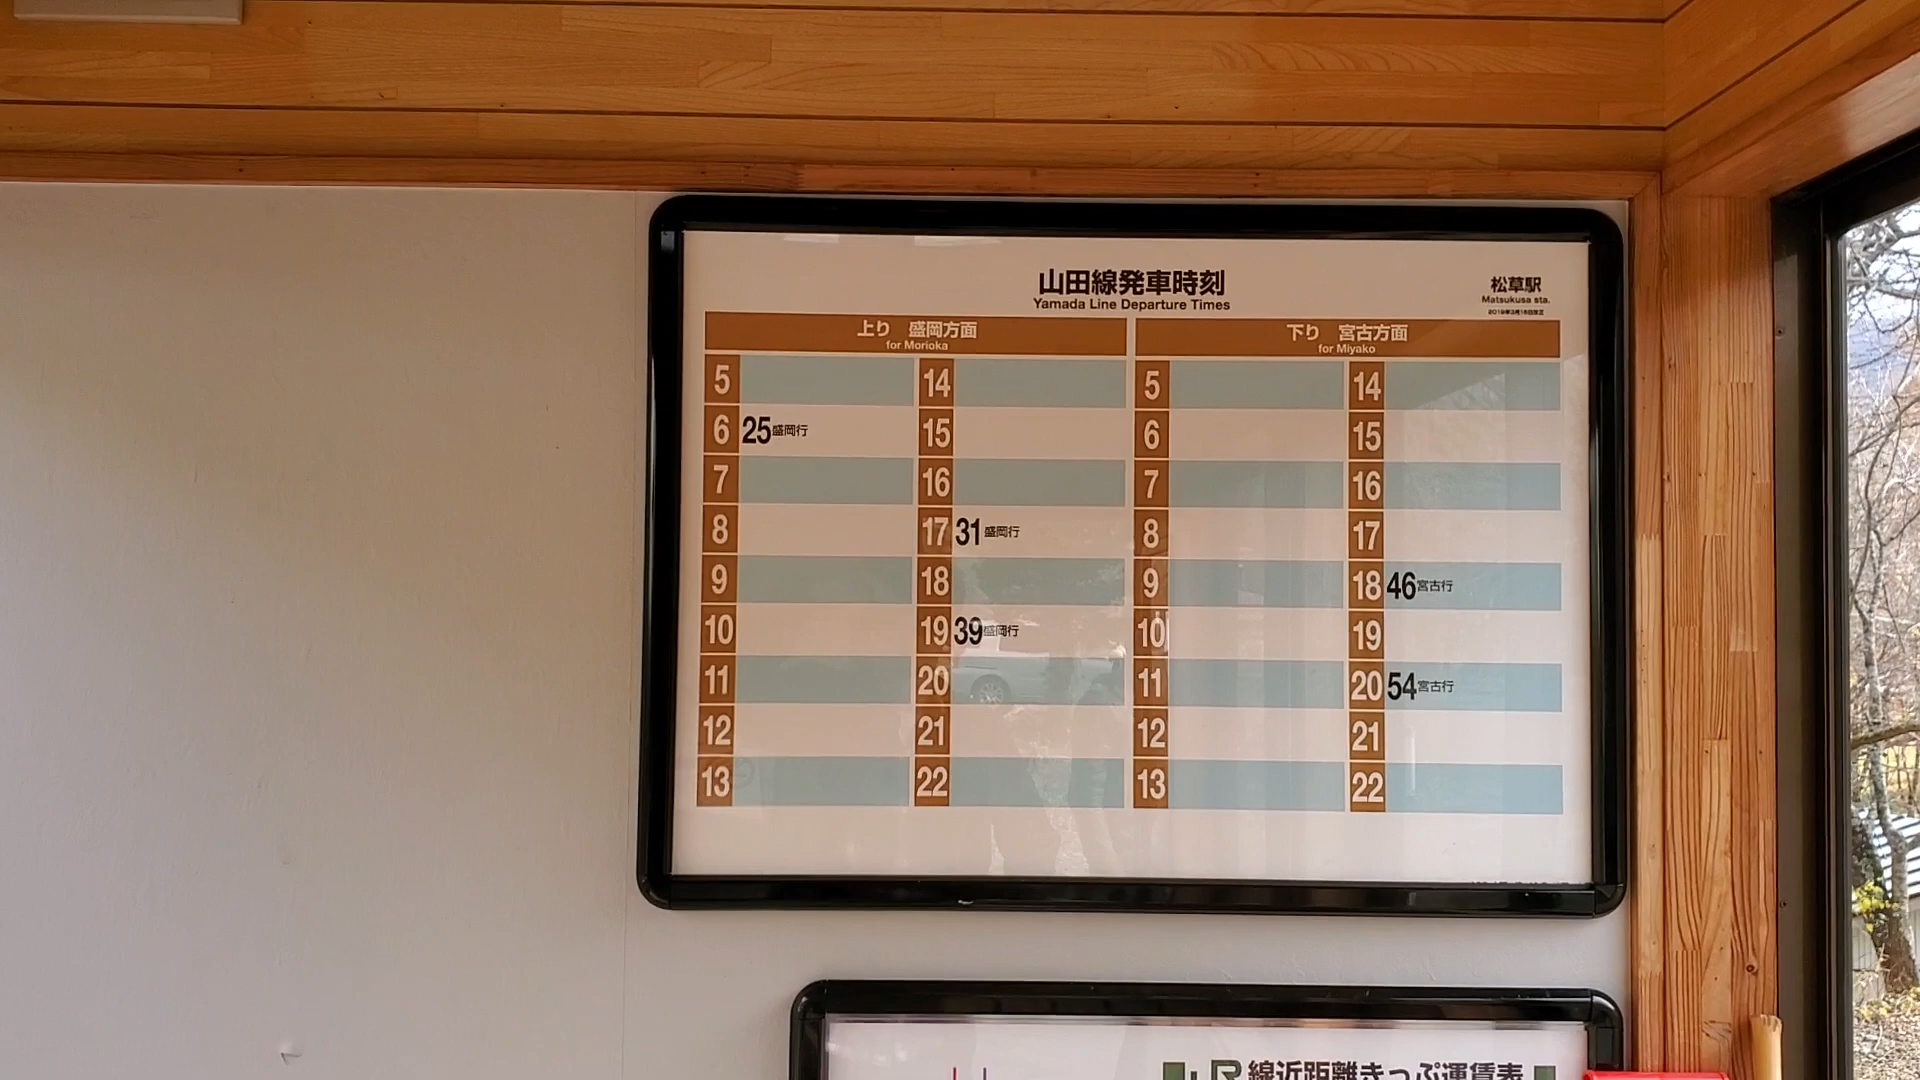 山田線発車時刻
Yamada Line Departure Times
松草駅
Matsukusa sta.
上り 盛岡方面
for Morioka
下り 宮古方面
for Miyako
5 14 5 14
6 25盛岡行 15 6 15
7 16 7 16
8 17 31盛岡行 8 17
9 18 9 18 46宮古行
10 19 39盛岡行 10 19
11 20 11 20 54宮古行
12 21 12 21
13 22 13 22
JR線近距離きっぷ運賃表